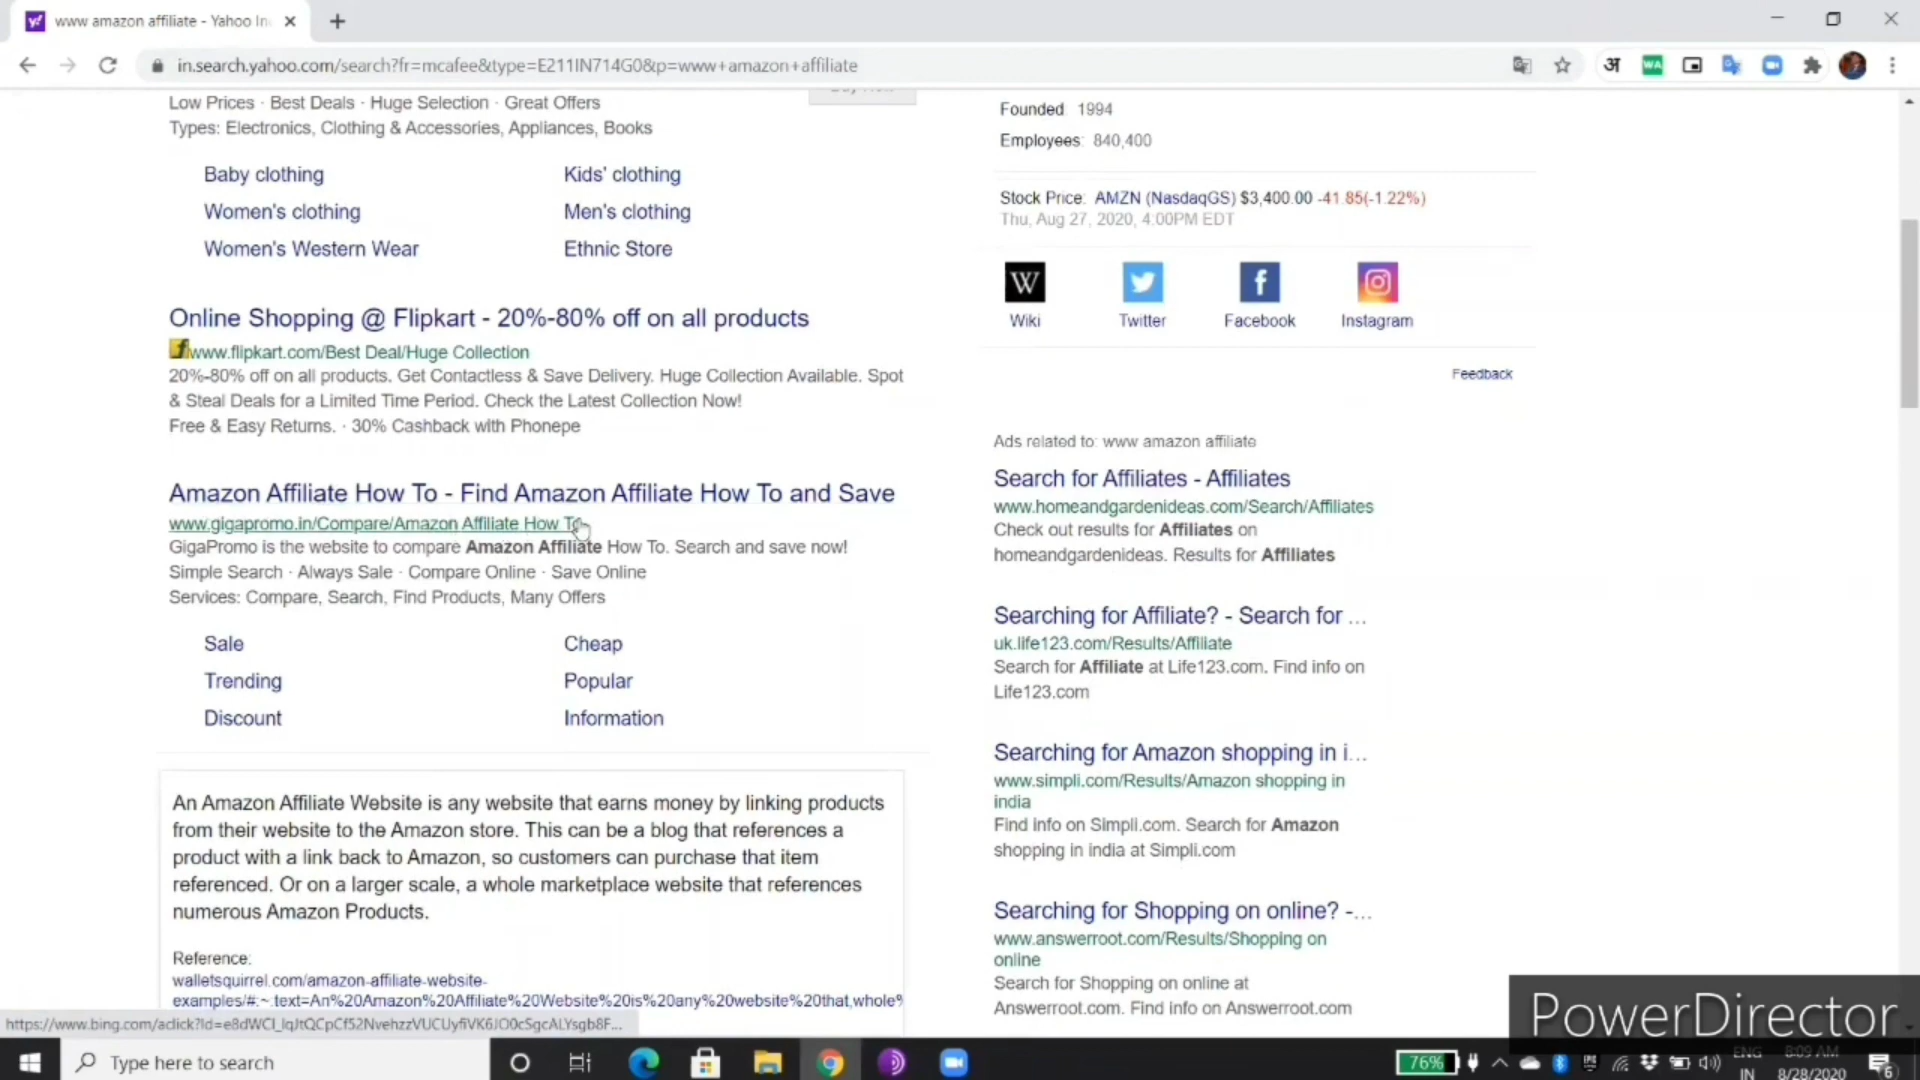 www amazon affiliate - Yahoo In
in.search.yahoo.com/search?fr=mcafee&type=E211IN714G0&p=www+amazon+affiliate
अ
WA
Low Prices · Best Deals · Huge Selection · Great Offers
Types: Electronics, Clothing & Accessories, Appliances, Books
Baby clothing
Kids' clothing
Women's clothing
Men's clothing
Women's Western Wear
Ethnic Store
Online Shopping @ Flipkart - 20%-80% off on all products
www.flipkart.com/Best Deal/Huge Collection
20%-80% off on all products. Get Contactless & Save Delivery. Huge Collection Available. Spot
& Steal Deals for a Limited Time Period. Check the Latest Collection Now!
Free & Easy Returns. · 30% Cashback with Phonepe
Amazon Affiliate How To - Find Amazon Affiliate How To and Save
www.gigapromo.in/Compare/Amazon Affiliate How To
GigaPromo is the website to compare Amazon Affiliate How To. Search and save now!
Simple Search · Always Sale · Compare Online · Save Online
Services: Compare, Search, Find Products, Many Offers
Sale
Cheap
Trending
Popular
Discount
Information
An Amazon Affiliate Website is any website that earns money by linking products
from their website to the Amazon store. This can be a blog that references a
product with a link back to Amazon, so customers can purchase that item
referenced. Or on a larger scale, a whole marketplace website that references
numerous Amazon Products.
Reference:
walletsquirrel.com/amazon-affiliate-website-
examples/#:~:text=An%20Amazon%20Affiliate%20Website%20is%20any%20website%20that,whole%
Founded: 1994
Employees: 840,400
Stock Price: AMZN (NasdaqGS) $3,400.00 -41.85(-1.22%)
Thu, Aug 27, 2020, 4:00PM EDT
W
Wiki
Twitter
Facebook
Instagram
Feedback
Ads related to: www amazon affiliate
Search for Affiliates - Affiliates
www.homeandgardenideas.com/Search/Affiliates
Check out results for Affiliates on
homeandgardenideas. Results for Affiliates
Searching for Affiliate? - Search for ...
uk.life123.com/Results/Affiliate
Search for Affiliate at Life123.com. Find info on
Life123.com
Searching for Amazon shopping in i...
www.simpli.com/Results/Amazon shopping in
india
Find info on Simpli.com. Search for Amazon
shopping in india at Simpli.com
Searching for Shopping on online? -...
www.answerroot.com/Results/Shopping on
online
Search for Shopping on online at
Answerroot.com. Find info on Answerroot.com
PowerDirector
Type here to search
76%
ENG
IN
8:09 AM
8/28/2020
6